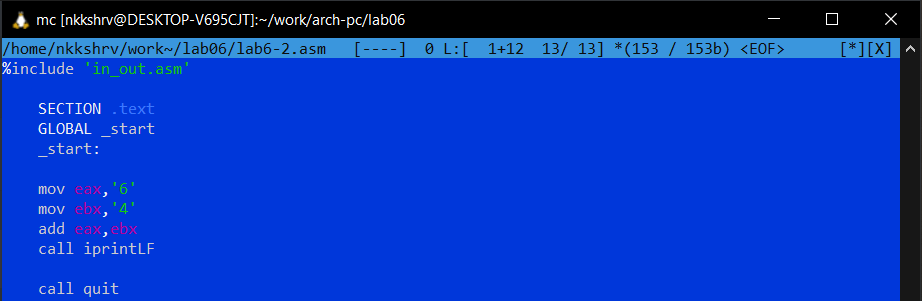 mc [nkkshrv@DESKTOP-V695CJT]:~/work/arch-pc/lab06
/home/nkkshrv/work~/lab06/lab6-2.asm   [----]  0 L:[  1+12  13/ 13] *(153 / 153b) <EOF>   [*][X]
%include 'in_out.asm'
SECTION .text
GLOBAL _start
_start:
mov eax,'6'
mov ebx,'4'
add eax,ebx
call iprintLF
call quit